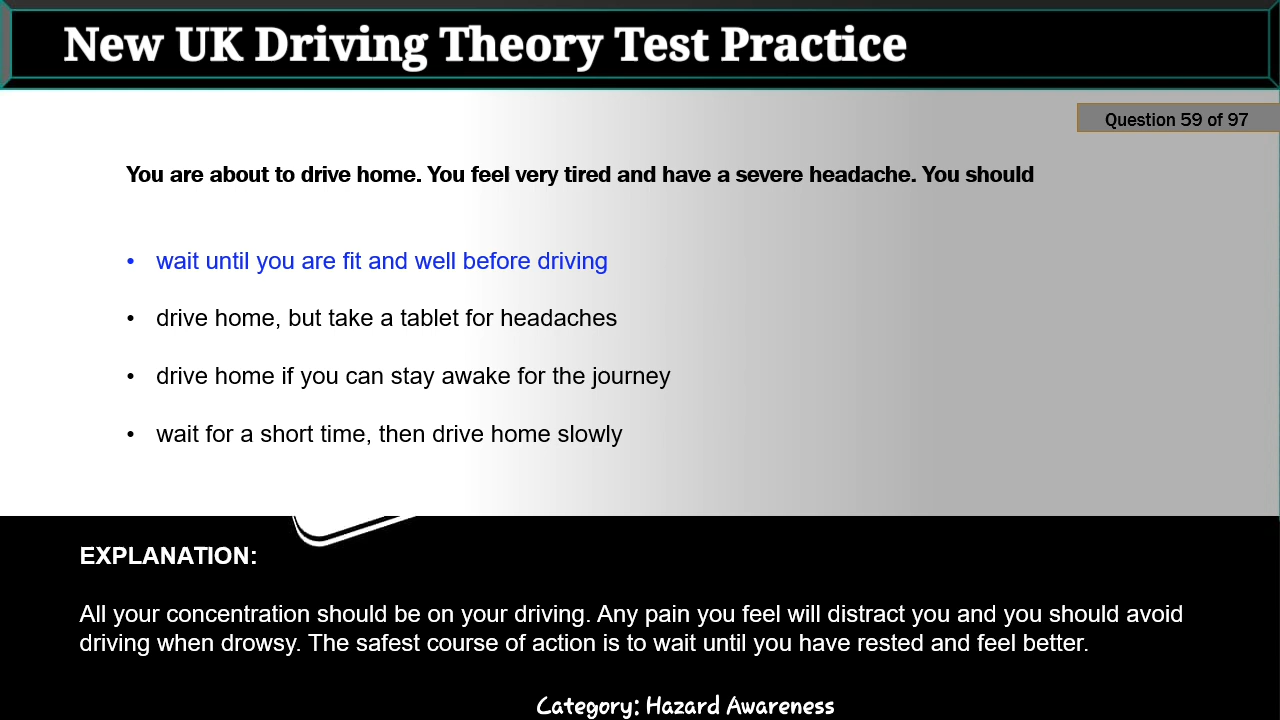 New UK Driving Theory Test Practice
Question 59 of 97
You are about to drive home. You feel very tired and have a severe headache. You should
• wait until you are fit and well before driving
• drive home, but take a tablet for headaches
• drive home if you can stay awake for the journey
• wait for a short time, then drive home slowly
EXPLANATION:
All your concentration should be on your driving. Any pain you feel will distract you and you should avoid
driving when drowsy. The safest course of action is to wait until you have rested and feel better.
Category: Hazard Awareness